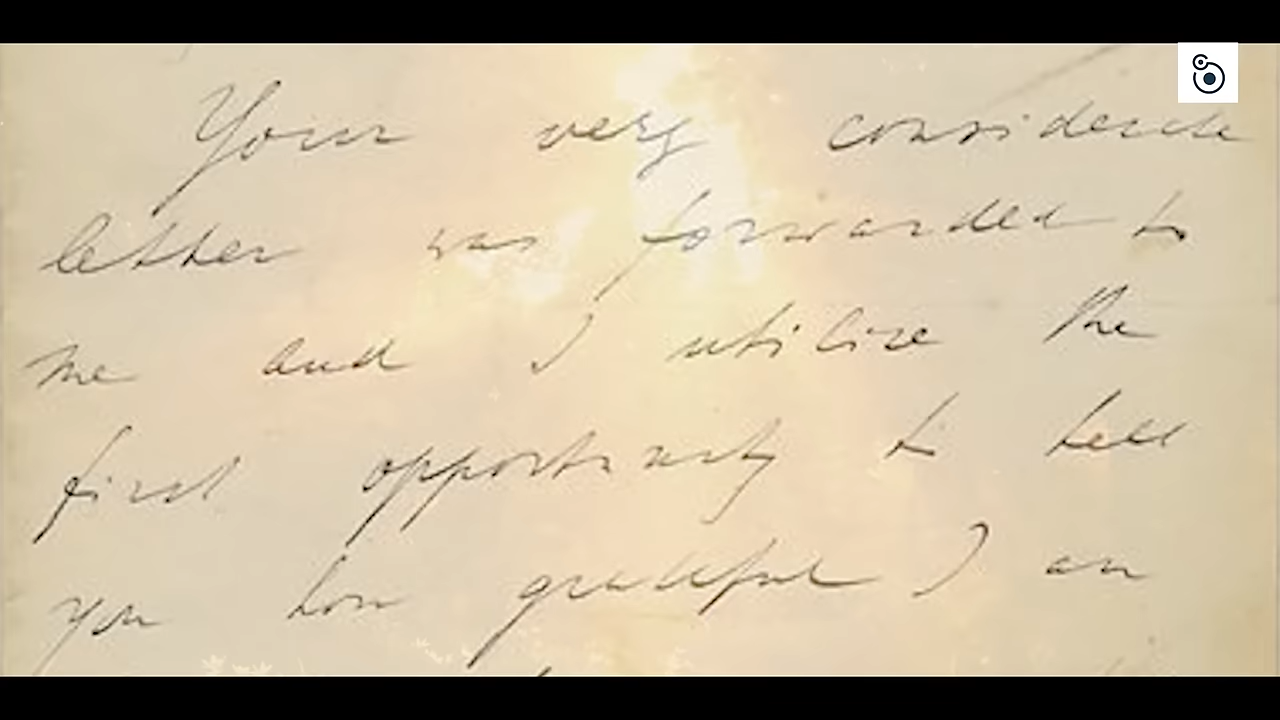 Your very considerate
letter was forwarded to
me and I utilize the
first opportunity to tell
you how grateful I am